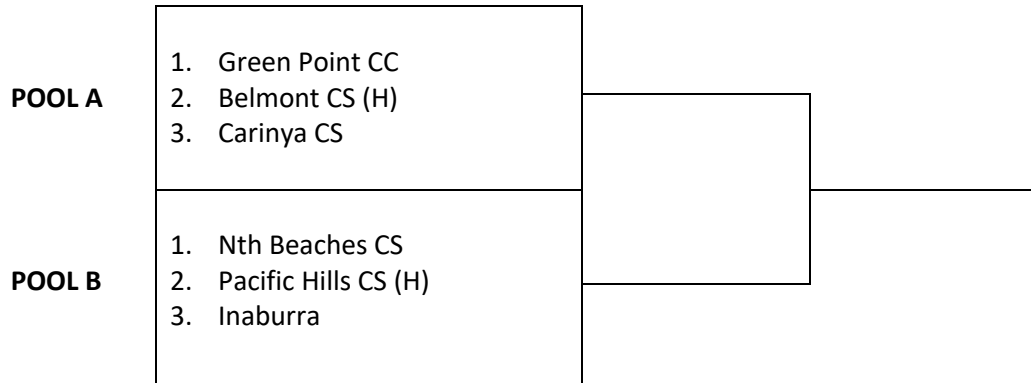 POOL A
1. Green Point CC
2. Belmont CS (H)
3. Carinya CS
POOL B
1. Nth Beaches CS
2. Pacific Hills CS (H)
3. Inaburra